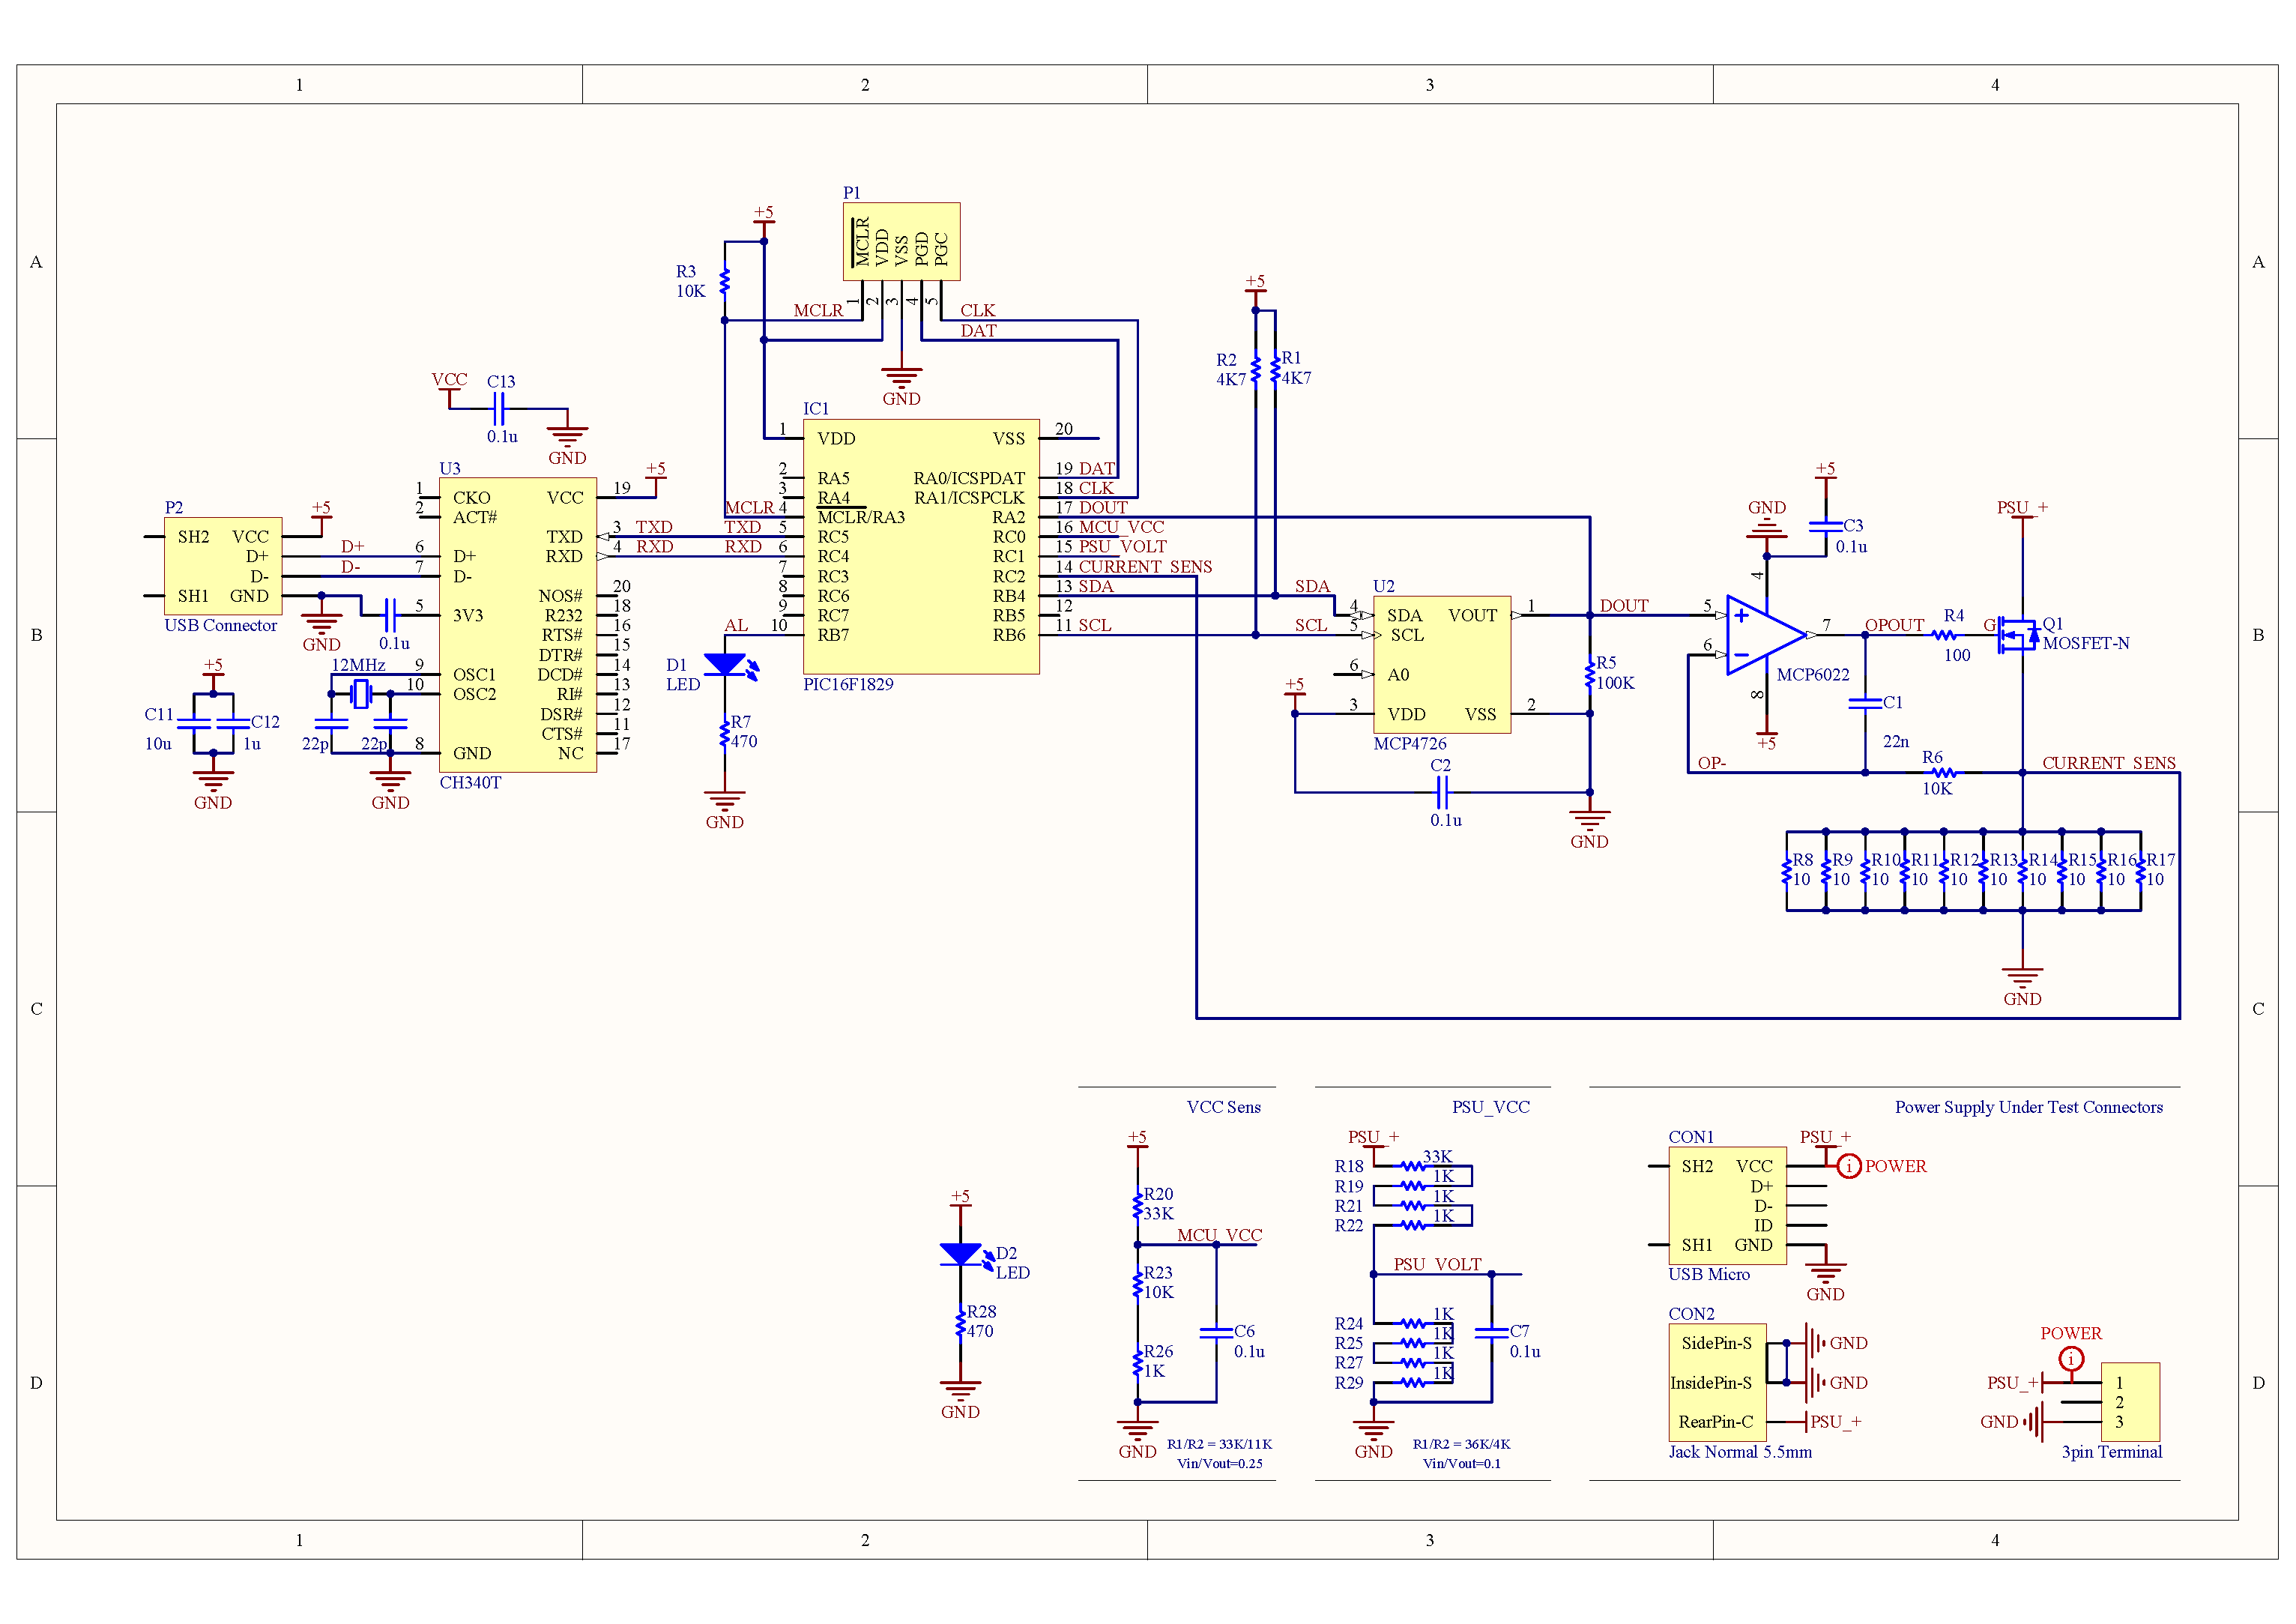 1 2 3 4
A A
B B
C C
D D
P1
MCLR
VDD
VSS
PGD
PGC
1 2 3 4 5
+5
R3
10K
MCLR
CLK
DAT
GND
VCC
C13
0.1u
GND
U3
1 CKO
2 ACT#
6 D+
7 D-
5 3V3
9 OSC1
10 OSC2
8 GND
VCC 19
TXD 3
RXD 4
NOS# 20
R232 18
RTS# 16
DTR# 15
DCD# 14
RI# 13
DSR# 12
CTS# 11
NC 17
CH340T
+5
TXD TXD
RXD RXD
P2
SH2 VCC
D+
D-
SH1 GND
USB Connector
+5
D+
D-
GND
0.1u
12MHz
22p 22p
GND
+5
C11
10u
C12
1u
GND
IC1
1 VDD
2 RA5
3 RA4
MCLR 4 MCLR/RA3
5 RC5
6 RC4
7 RC3
8 RC6
9 RC7
AL 10 RB7
VSS 20
RA0/ICSPDAT 19 DAT
RA1/ICSPCLK 18 CLK
RA2 17 DOUT
RC0 16 MCU_VCC
RC1 15 PSU_VOLT
RC2 14 CURRENT_SENS
RB4 13 SDA
RB5 12
RB6 11 SCL
PIC16F1829
D1
LED
R7
470
GND
+5
R2
4K7
R1
4K7
SDA
SCL
U2
4 SDA
5 SCL
6 A0
3 VDD
VOUT 1
VSS 2
MCP4726
+5
C2
0.1u
DOUT
R5
100K
GND
+5
GND
C3
0.1u
4
5
6
7
8
MCP6022
+5
OPOUT
R4
100
G
PSU_+
Q1
MOSFET-N
C1
22n
OP-
R6
10K
CURRENT_SENS
R8 R9 R10 R11 R12 R13 R14 R15 R16 R17
10 10 10 10 10 10 10 10 10 10
GND
+5
D2
LED
R28
470
GND
VCC Sens
+5
R20
33K
MCU_VCC
R23
10K
R26
1K
C6
0.1u
GND
R1/R2 = 33K/11K
Vin/Vout=0.25
PSU_VCC
PSU_+
R18 33K
R19 1K
R21 1K
R22 1K
PSU_VOLT
R24 1K
R25 1K
R27 1K
R29 1K
C7
0.1u
GND
R1/R2 = 36K/4K
Vin/Vout=0.1
Power Supply Under Test Connectors
CON1
SH2 VCC
D+
D-
ID
SH1 GND
USB Micro
PSU_+
i POWER
GND
CON2
SidePin-S GND
InsidePin-S GND
RearPin-C PSU_+
Jack Normal 5.5mm
POWER
i
PSU_+ 1
2
GND 3
3pin Terminal
1 2 3 4